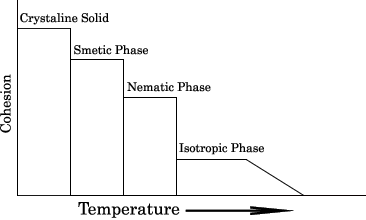 Crystaline Solid
Smetic Phase
Nematic Phase
Isotropic Phase
Cohesion
Temperature